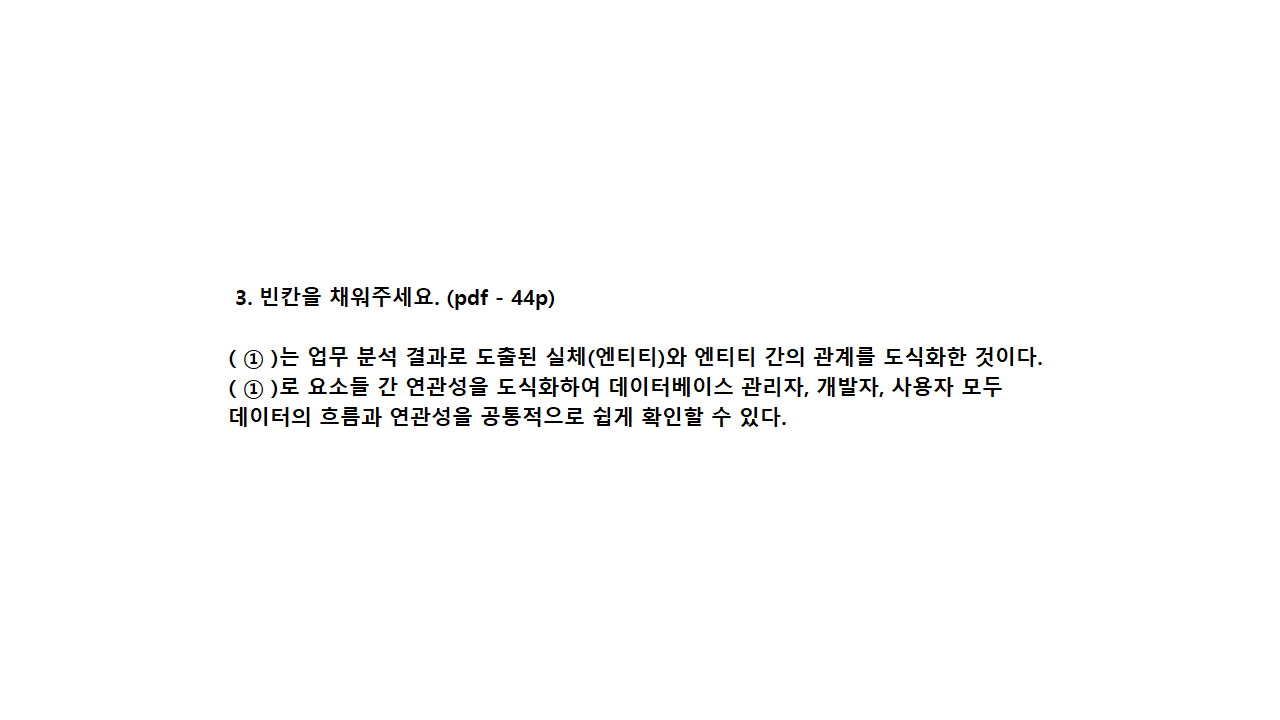 3. 빈칸을 채워주세요. (pdf - 44p)
( ① )는 업무 분석 결과로 도출된 실체(엔티티)와 엔티티 간의 관계를 도식화한 것이다.
( ① )로 요소들 간 연관성을 도식화하여 데이터베이스 관리자, 개발자, 사용자 모두
데이터의 흐름과 연관성을 공통적으로 쉽게 확인할 수 있다.